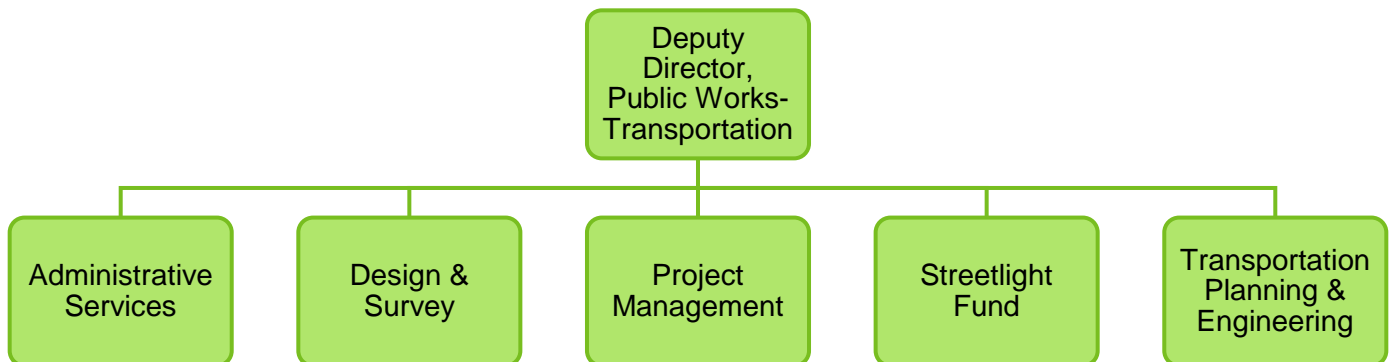 Deputy
Director,
Public Works-
Transportation
Administrative
Services
Design &
Survey
Project
Management
Streetlight
Fund
Transportation
Planning &
Engineering